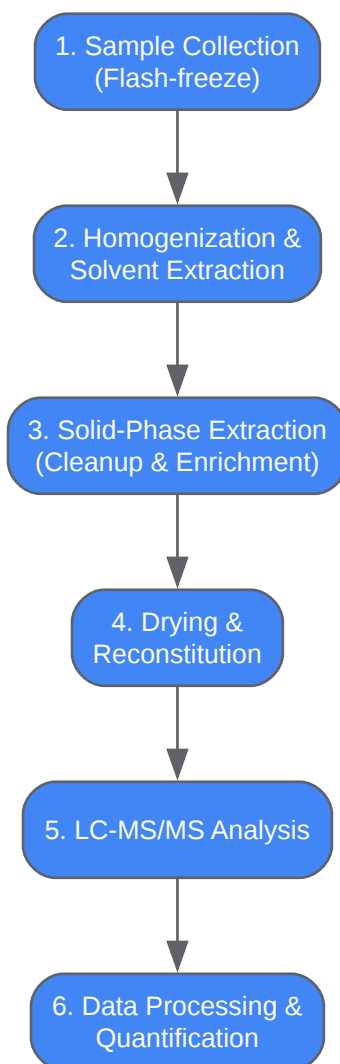 1. Sample Collection
(Flash-freeze)
2. Homogenization &
Solvent Extraction
3. Solid-Phase Extraction
(Cleanup & Enrichment)
4. Drying &
Reconstitution
5. LC-MS/MS Analysis
6. Data Processing &
Quantification